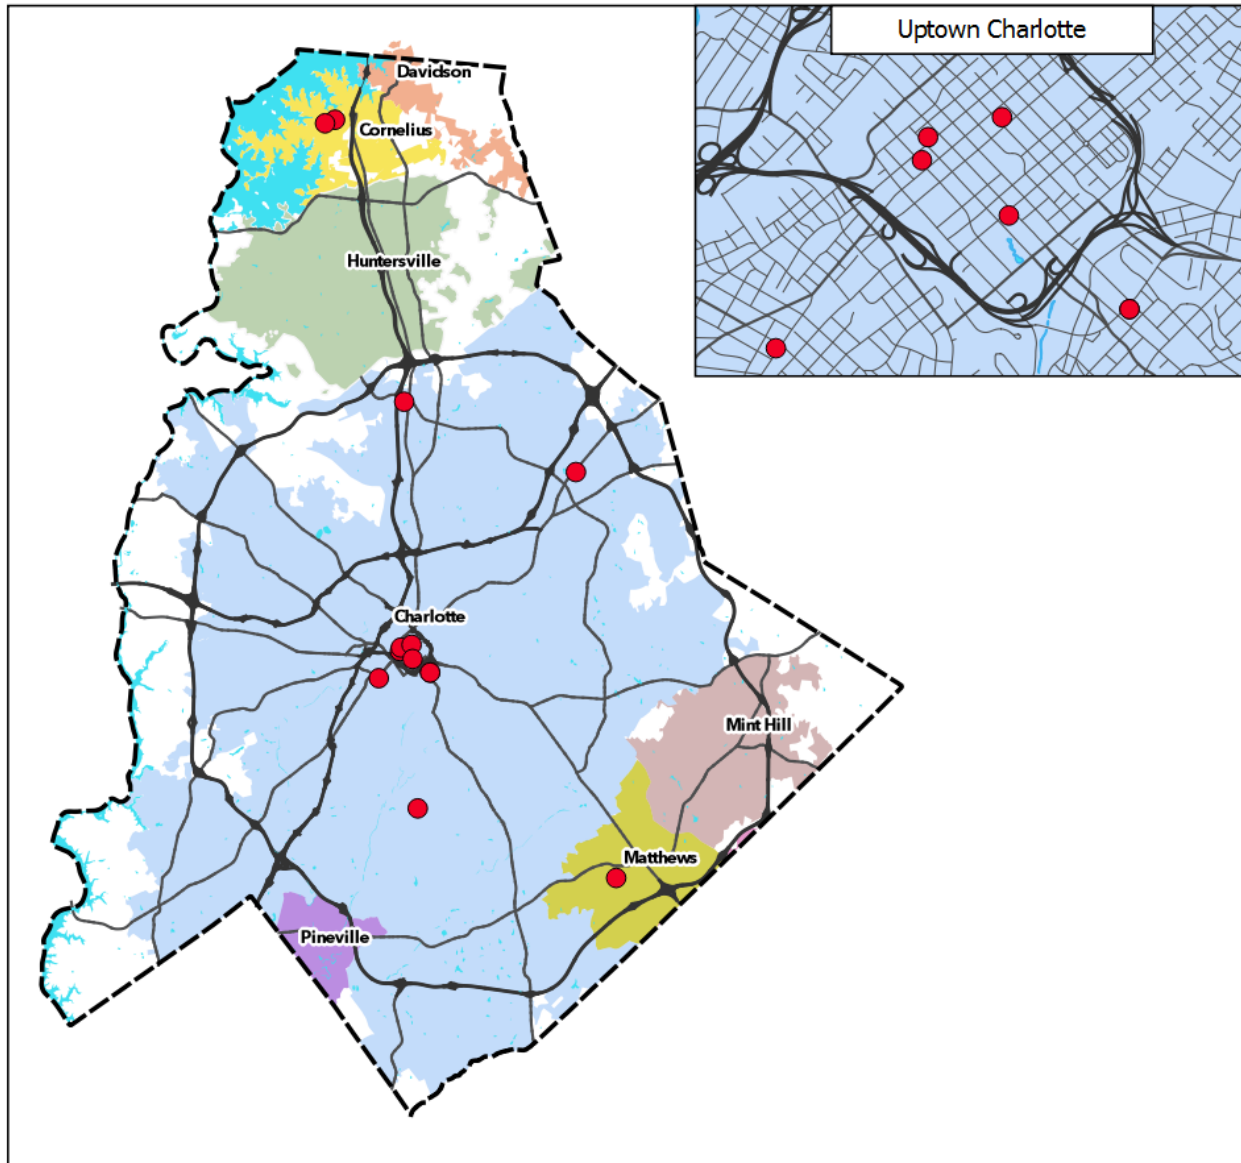 Uptown Charlotte
Davidson
Cornelius
Huntersville
Charlotte
Mint Hill
Matthews
Pineville